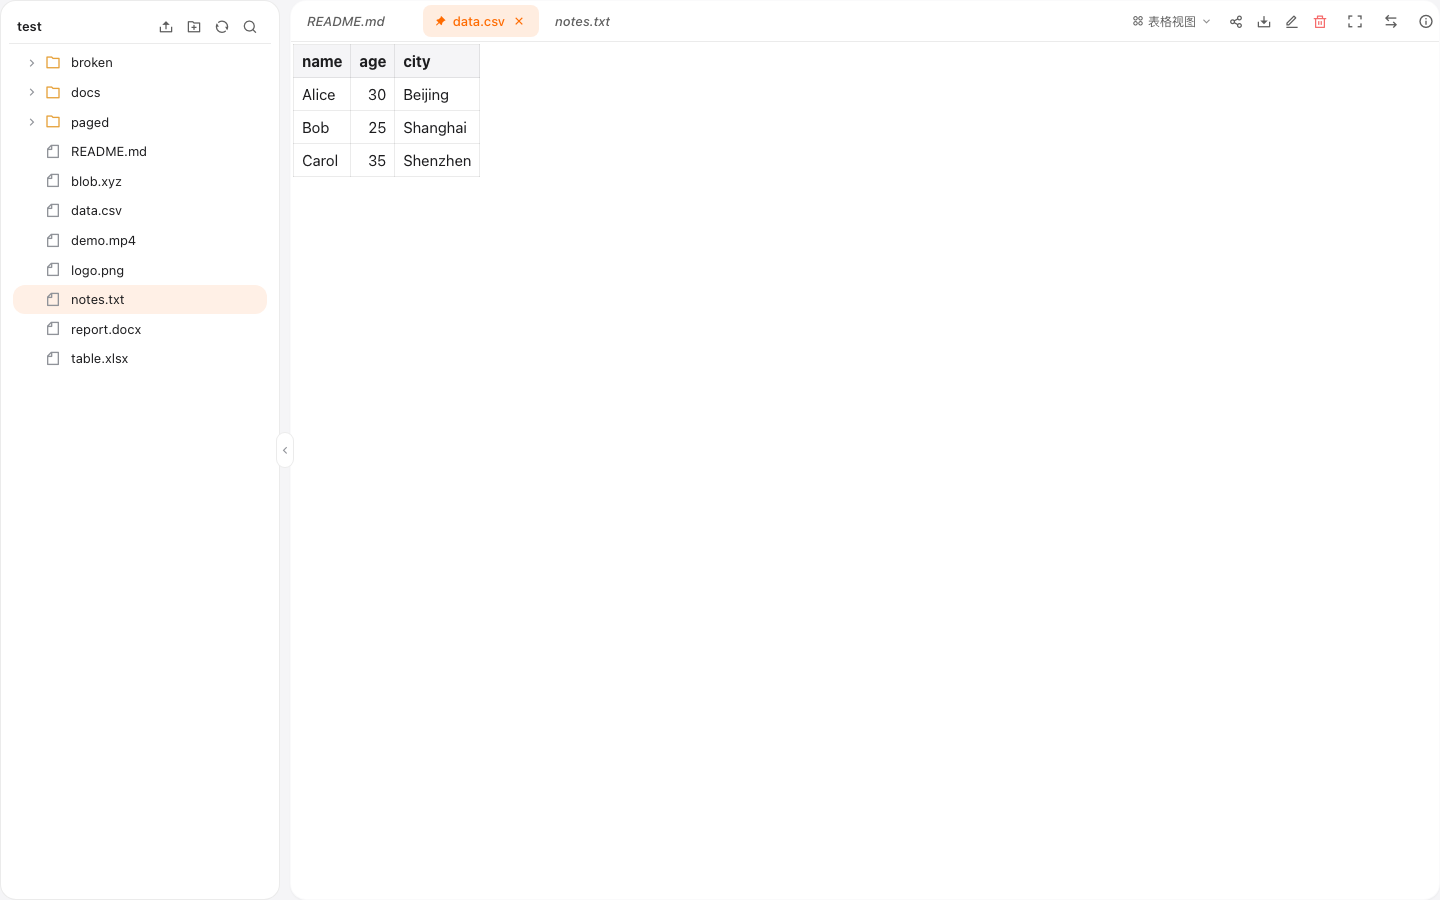 test
broken
docs
paged
README.md
blob.xyz
data.csv
demo.mp4
logo.png
notes.txt
report.docx
table.xlsx
README.md data.csv notes.txt 表格视图
name age city
Alice 30 Beijing
Bob 25 Shanghai
Carol 35 Shenzhen